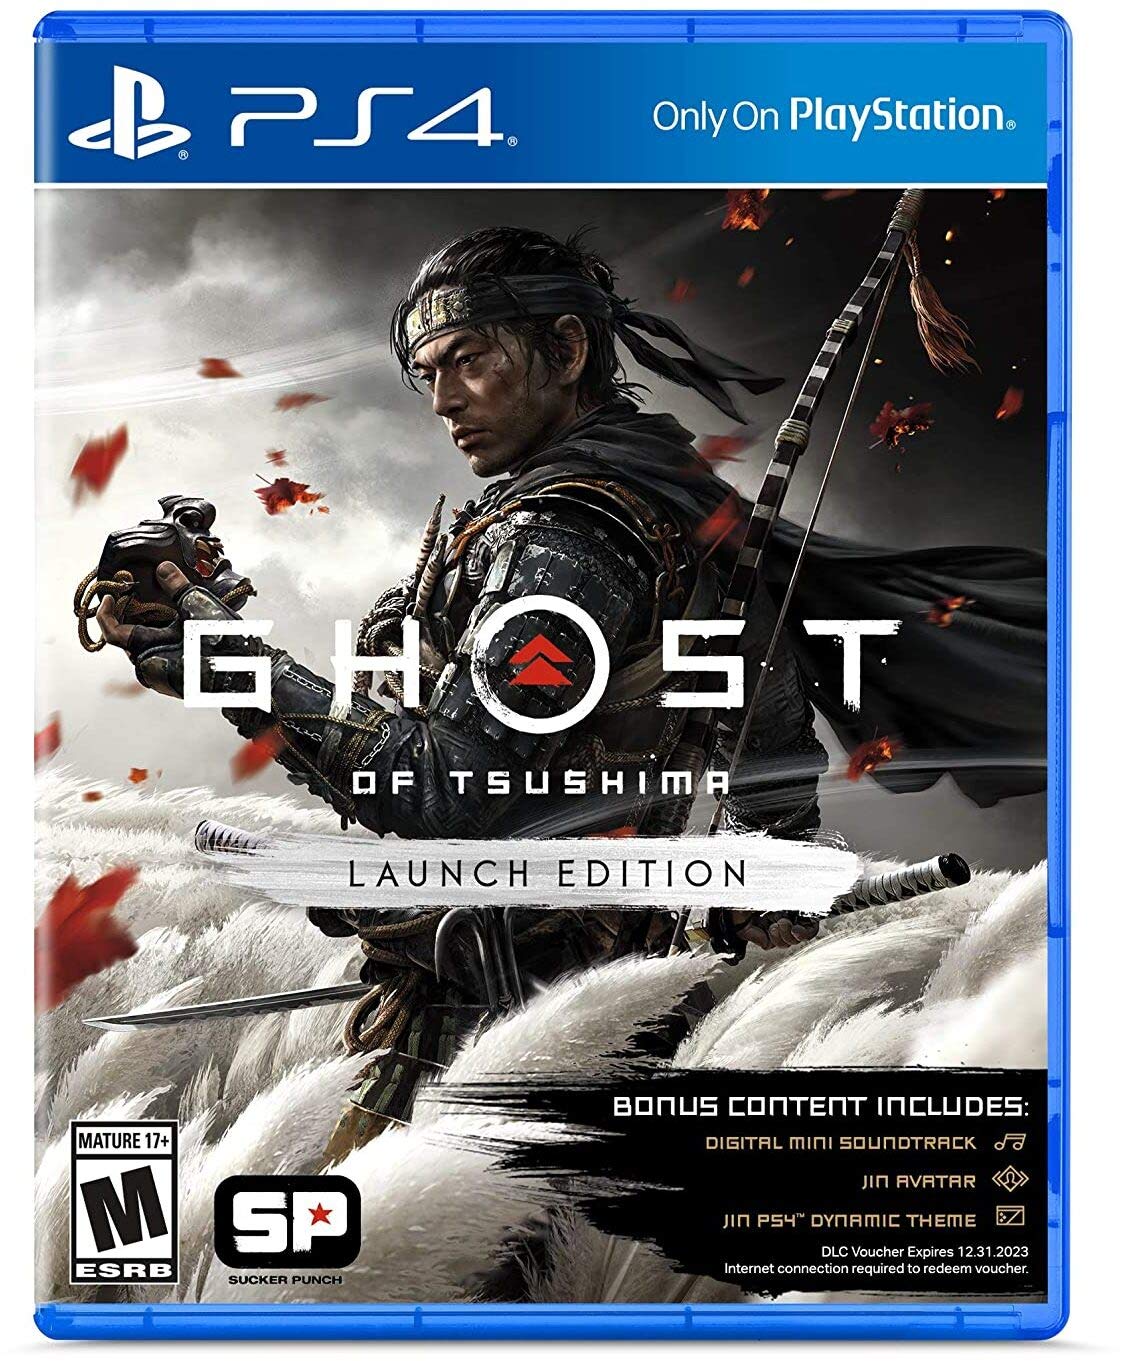 PS4
Only On PlayStation
GHOST
OF TSUSHIMA
LAUNCH EDITION
BONUS CONTENT INCLUDES:
DIGITAL MINI SOUNDTRACK
JIN AVATAR
JIN PS4™ DYNAMIC THEME
DLC Voucher Expires 12.31.2023
Internet connection required to redeem voucher.
MATURE 17+
M
ESRB
SP
SUCKER PUNCH